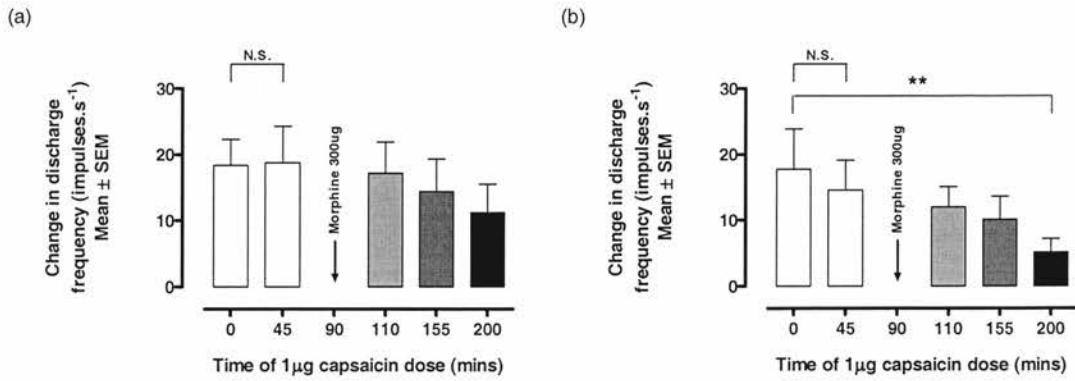 (a)
N.S.
30
20
10
0
Change in discharge
frequency (impulses.s⁻¹)
Mean ± SEM
Morphine 300ug
0 45 90 110 155 200
Time of 1µg capsaicin dose (mins)
(b)
N.S.
**
30
20
10
0
Change in discharge
frequency (impulses.s⁻¹)
Mean ± SEM
Morphine 300ug
0 45 90 110 155 200
Time of 1µg capsaicin dose (mins)